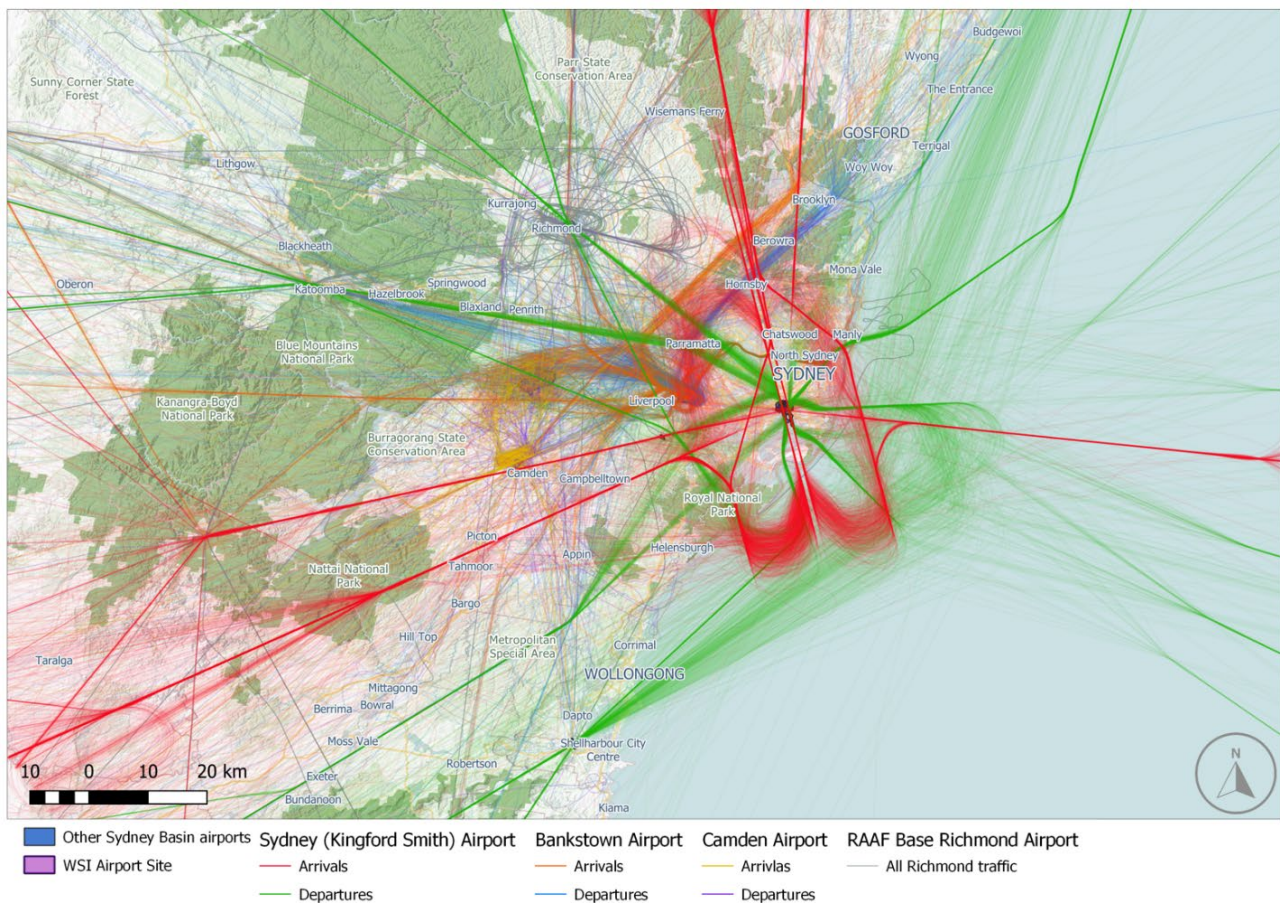 Budgewoi
Wyong
Sunny Corner State
Forest
Parr State
Conservation Area
The Entrance
Wisemans Ferry
GOSFORD
Terrigal
Lithgow
Woy Woy
Kurrajong
Brooklyn
Richmond
Blackheath
Berowra
Mona Vale
Oberon
Katoomba
Hazelbrook
Springwood
Hornsby
Blaxland
Penrith
Chatswood
Manly
Blue Mountains
National Park
Parramatta
North Sydney
SYDNEY
Kanangra-Boyd
National Park
Liverpool
Burragorang State
Conservation Area
Camden
Campbelltown
Royal National
Park
Picton
Helensburgh
Appin
Nattai National
Park
Tahmoor
Bargo
Hill Top
Metropolitan
Special Area
Corrimal
Taralga
WOLLONGONG
Mittagong
Berrima
Bowral
Dapto
Moss Vale
Shellharbour City
Centre
Robertson
Exeter
Bundanoon
Kiama
10 0 10 20 km
N
Other Sydney Basin airports
WSI Airport Site
Sydney (Kingford Smith) Airport
Arrivals
Departures
Bankstown Airport
Arrivals
Departures
Camden Airport
Arrivlas
Departures
RAAF Base Richmond Airport
All Richmond traffic